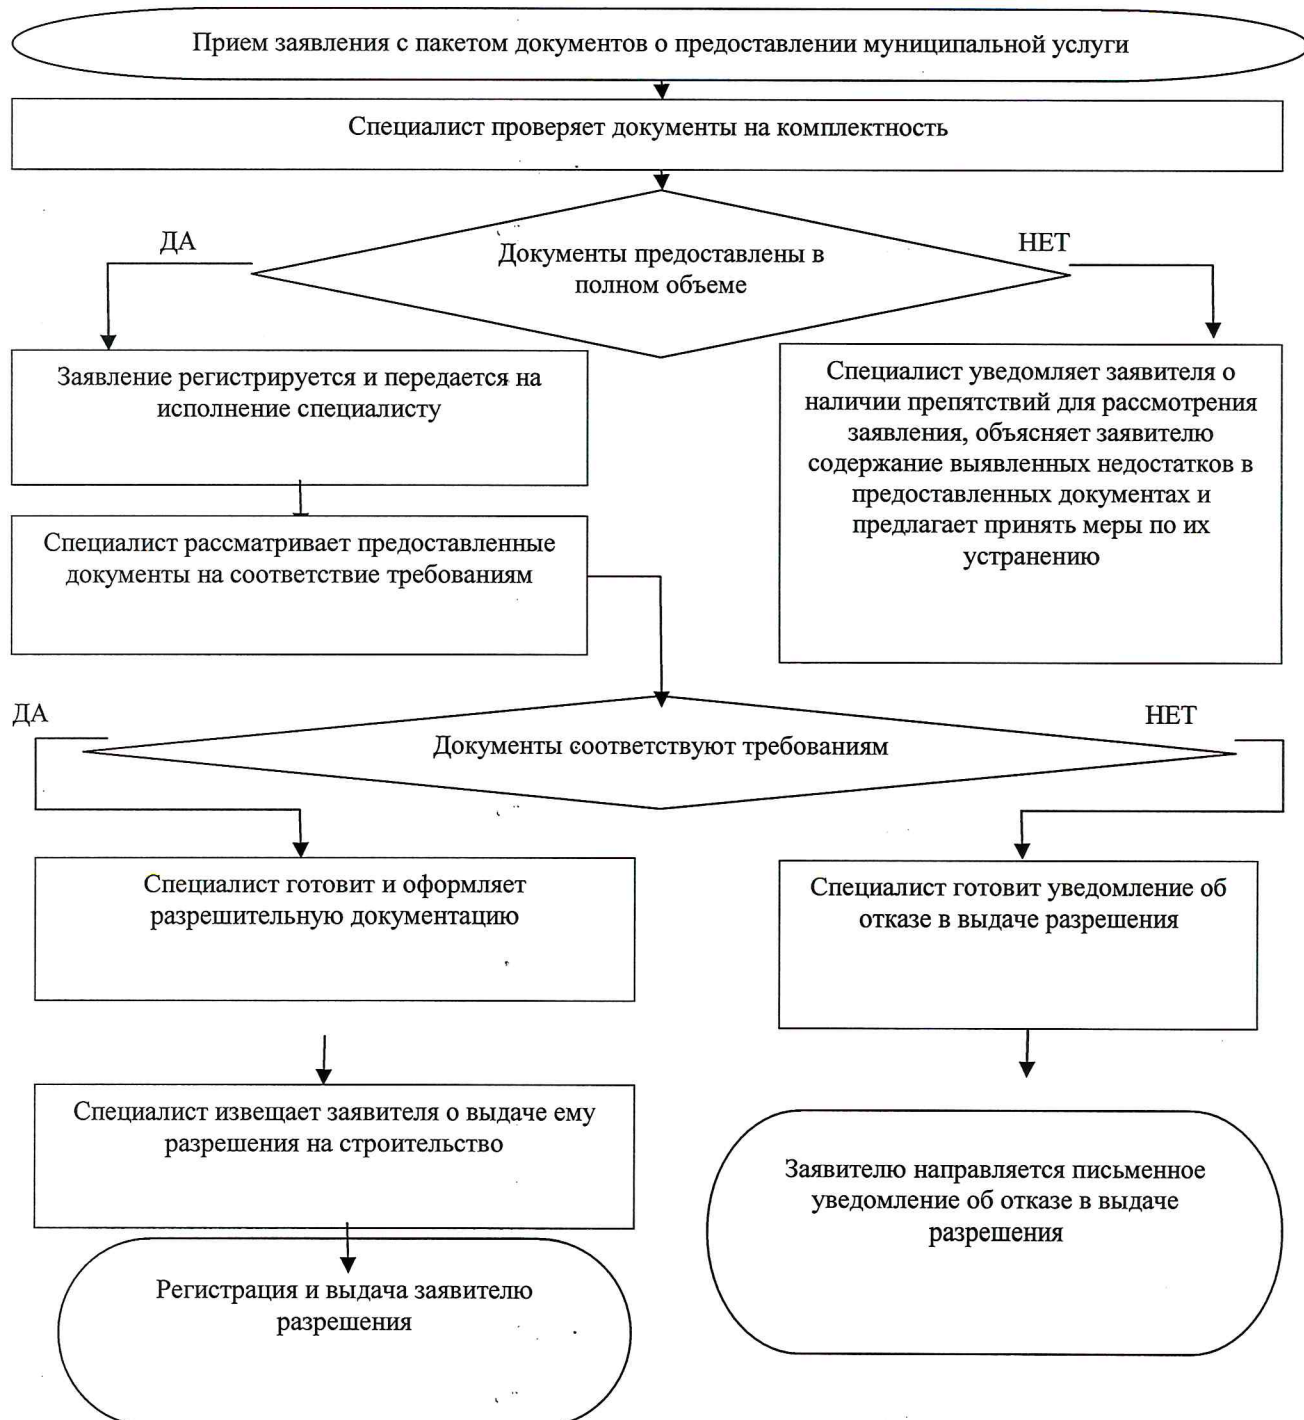 Прием заявления с пакетом документов о предоставлении муниципальной услуги
Специалист проверяет документы на комплектность
ДА
НЕТ
Документы предоставлены в
полном объеме
Заявление регистрируется и передается на
исполнение специалисту
Специалист уведомляет заявителя о
наличии препятствий для рассмотрения
заявления, объясняет заявителю
содержание выявленных недостатков в
предоставленных документах и
предлагает принять меры по их
устранению
Специалист рассматривает предоставленные
документы на соответствие требованиям
ДА
НЕТ
Документы соответствуют требованиям
Специалист готовит и оформляет
разрешительную документацию
Специалист готовит уведомление об
отказе в выдаче разрешения
Специалист извещает заявителя о выдаче ему
разрешения на строительство
Заявителю направляется письменное
уведомление об отказе в выдаче
разрешения
Регистрация и выдача заявителю
разрешения